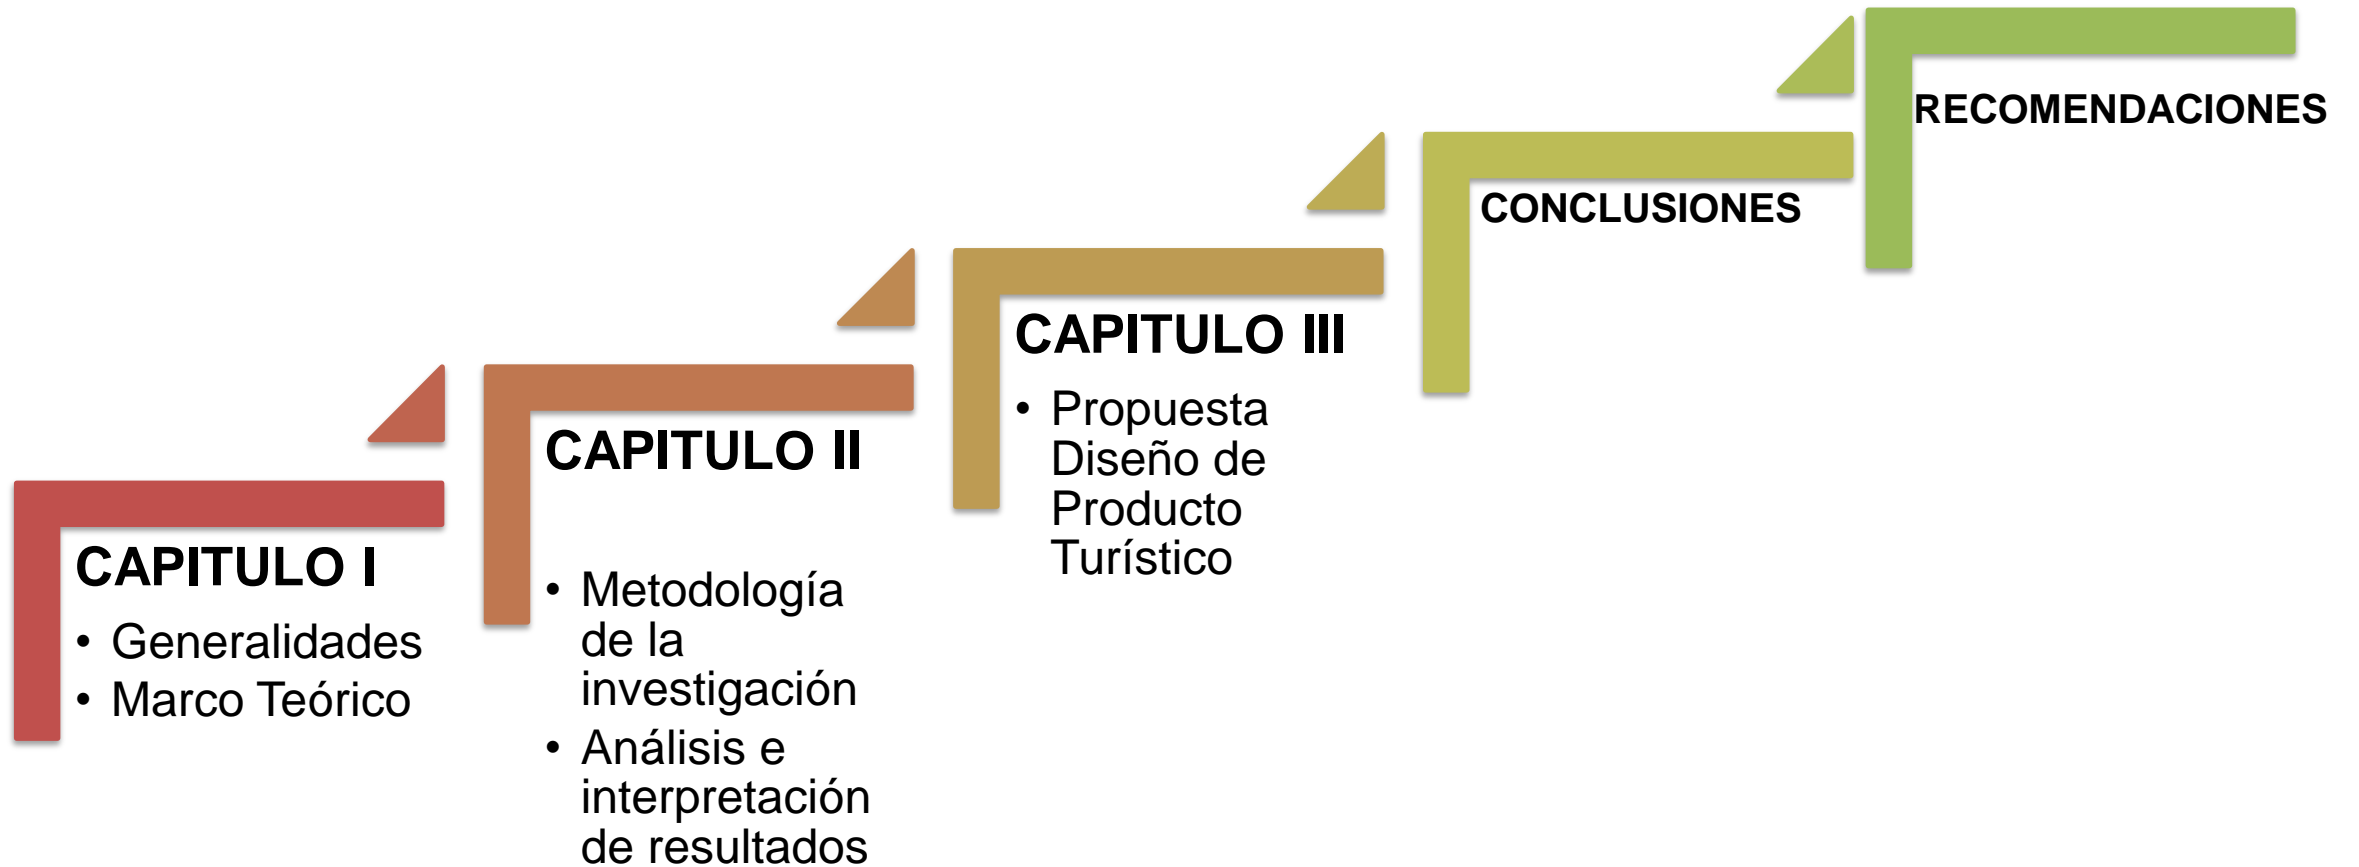 CAPITULO I
• Generalidades
• Marco Teórico
CAPITULO II
• Metodología
de la
investigación
• Análisis e
interpretación
de resultados
CAPITULO III
• Propuesta
Diseño de
Producto
Turístico
CONCLUSIONES
RECOMENDACIONES